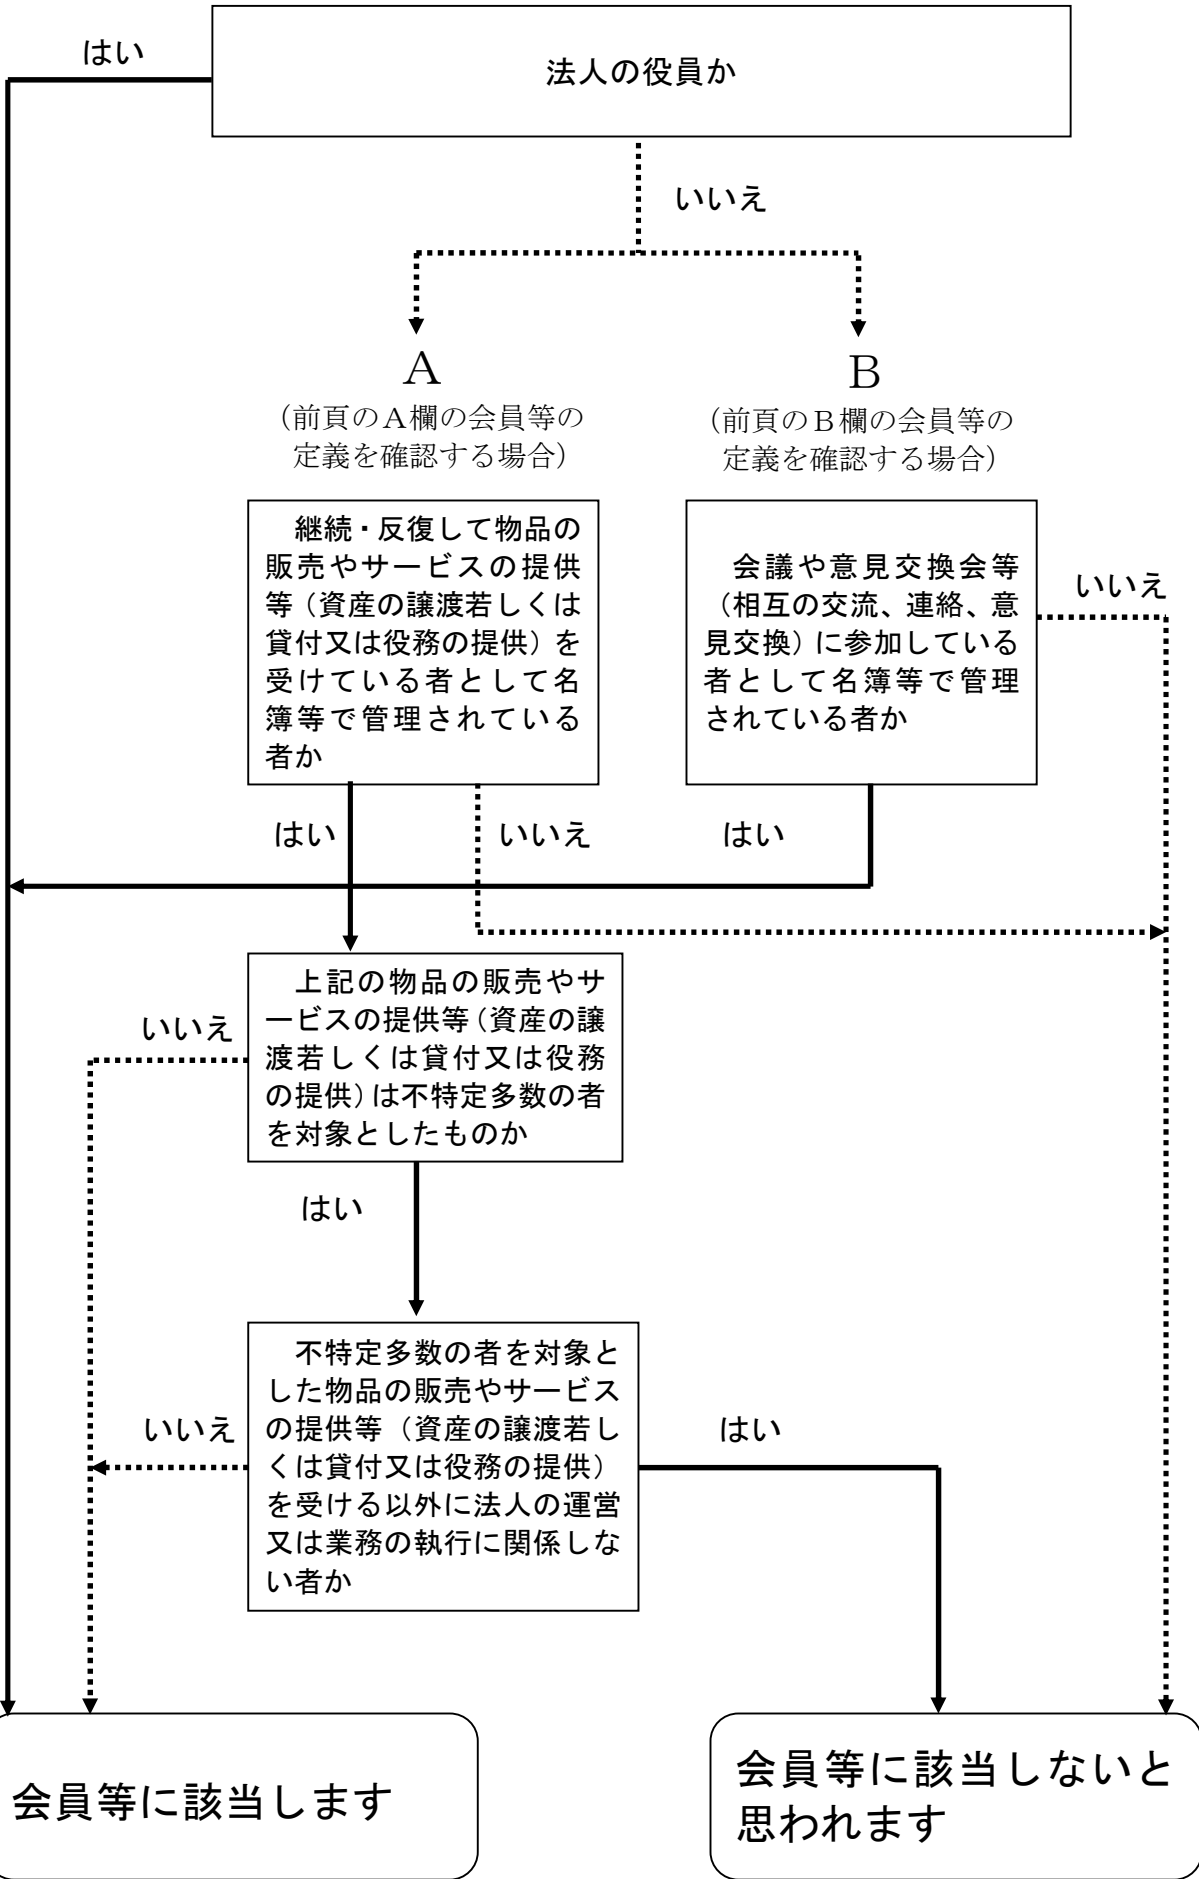 はい
法人の役員か
いいえ
A
（前頁のA欄の会員等の
定義を確認する場合）
B
（前頁のB欄の会員等の
定義を確認する場合）
継続・反復して物品の
販売やサービスの提供
等（資産の譲渡若しくは
貸付又は役務の提供）を
受けている者として名
簿等で管理されている
者か
会議や意見交換会等
（相互の交流、連絡、意
見交換）に参加している
者として名簿等で管理
されている者か
いいえ
はい
いいえ
はい
上記の物品の販売やサ
ービスの提供等（資産の譲
渡若しくは貸付又は役務
の提供）は不特定多数の者
を対象としたものか
いいえ
はい
不特定多数の者を対象と
した物品の販売やサービス
の提供等（資産の譲渡若し
くは貸付又は役務の提供）
を受ける以外に法人の運営
又は業務の執行に関係しな
い者か
いいえ
はい
会員等に該当します
会員等に該当しないと
思われます